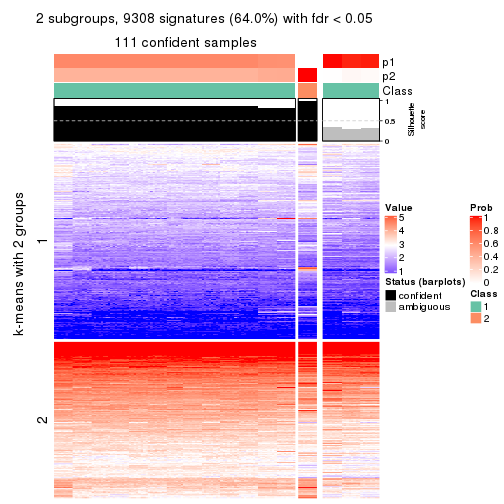 2 subgroups, 9308 signatures (64.0%) with fdr < 0.05
111 confident samples
p1
p2
Class
1
0.5
0
Silhouette
score
k-means with 2 groups
1
2
Value
5
4
3
2
1
Status (barplots)
confident
ambiguous
Prob
1
0.8
0.6
0.4
0.2
0
Class
1
2